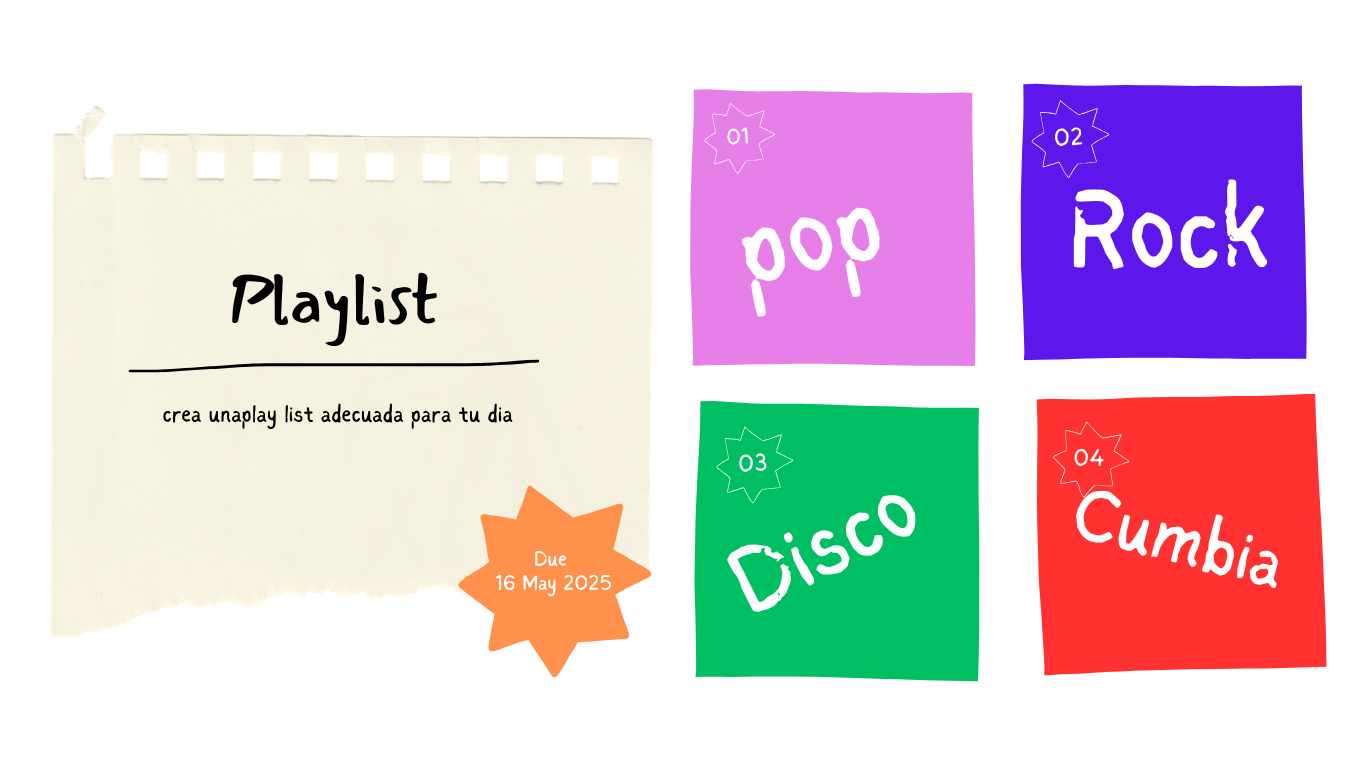 Playlist
crea unaplay list adecuada para tu dia
Due
16 May 2025
01
pop
02
Rock
03
Disco
04
Cumbia